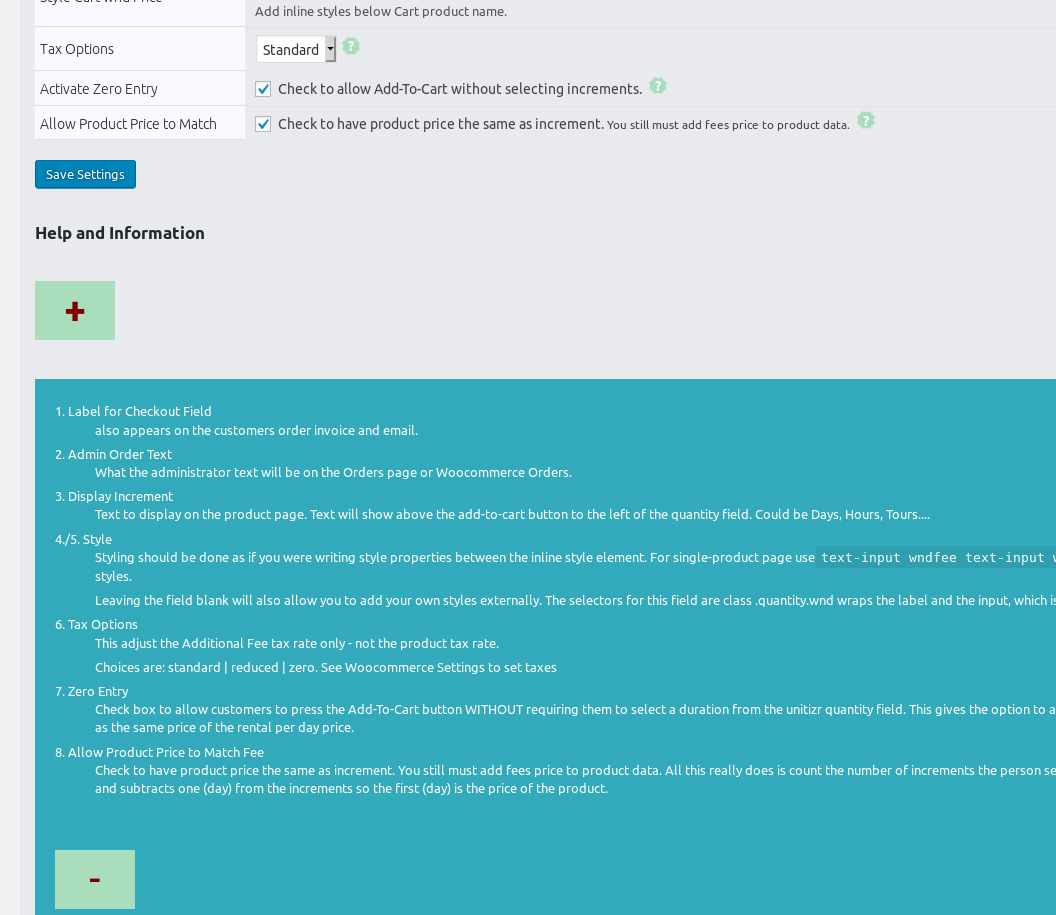 Style Cart wnd Price
Add inline styles below Cart product name.
Tax Options
Standard
?
Activate Zero Entry
Check to allow Add-To-Cart without selecting increments.
?
Allow Product Price to Match
Check to have product price the same as increment. You still must add fees price to product data.
?
Save Settings
Help and Information
+
1. Label for Checkout Field
also appears on the customers order invoice and email.
2. Admin Order Text
What the administrator text will be on the Orders page or Woocommerce Orders.
3. Display Increment
Text to display on the product page. Text will show above the add-to-cart button to the left of the quantity field. Could be Days, Hours, Tours....
4./5. Style
Styling should be done as if you were writing style properties between the inline style element. For single-product page use text-input wndfee text-input
styles.
Leaving the field blank will also allow you to add your own styles externally. The selectors for this field are class .quantity.wnd wraps the label and the input, which is
6. Tax Options
This adjust the Additional Fee tax rate only - not the product tax rate.
Choices are: standard | reduced | zero. See Woocommerce Settings to set taxes
7. Zero Entry
Check box to allow customers to press the Add-To-Cart button WITHOUT requiring them to select a duration from the unitizr quantity field. This gives the option to a
as the same price of the rental per day price.
8. Allow Product Price to Match Fee
Check to have product price the same as increment. You still must add fees price to product data. All this really does is count the number of increments the person se
and subtracts one (day) from the increments so the first (day) is the price of the product.
-